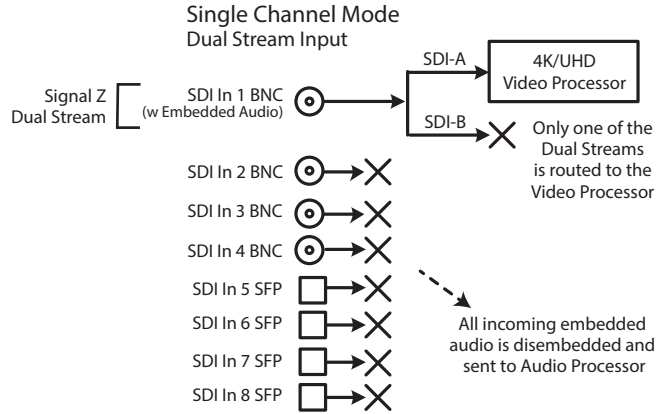 Single Channel Mode
Dual Stream Input
Signal Z
Dual Stream
SDI In 1 BNC
(w Embedded Audio)
SDI-A
4K/UHD
Video Processor
SDI-B
Only one of the
Dual Streams
is routed to the
Video Processor
SDI In 2 BNC
SDI In 3 BNC
SDI In 4 BNC
SDI In 5 SFP
SDI In 6 SFP
SDI In 7 SFP
SDI In 8 SFP
All incoming embedded
audio is disembedded and
sent to Audio Processor